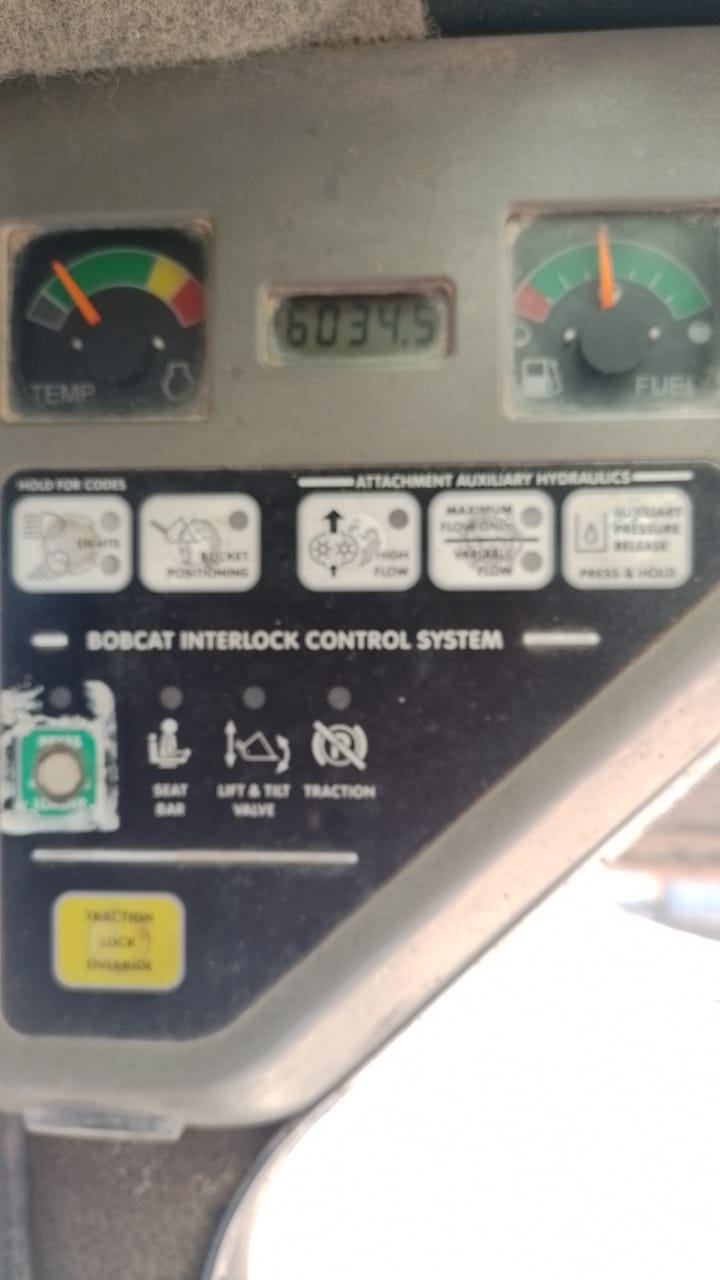 6034.5
TEMP
FUEL
HOLD FOR CODES
ATTACHMENT AUXILIARY HYDRAULICS
LIGHTS
BUCKET
POSITIONING
HIGH
FLOW
MAXIMUM
FLOW ONLY
VARIABLE
FLOW
AUXILIARY
PRESSURE
RELEASE
PRESS & HOLD
BOBCAT INTERLOCK CONTROL SYSTEM
PRESS
LOADER
SEAT
BAR
LIFT & TILT
VALVE
TRACTION
TRACTION
LOCK
OVERRIDE